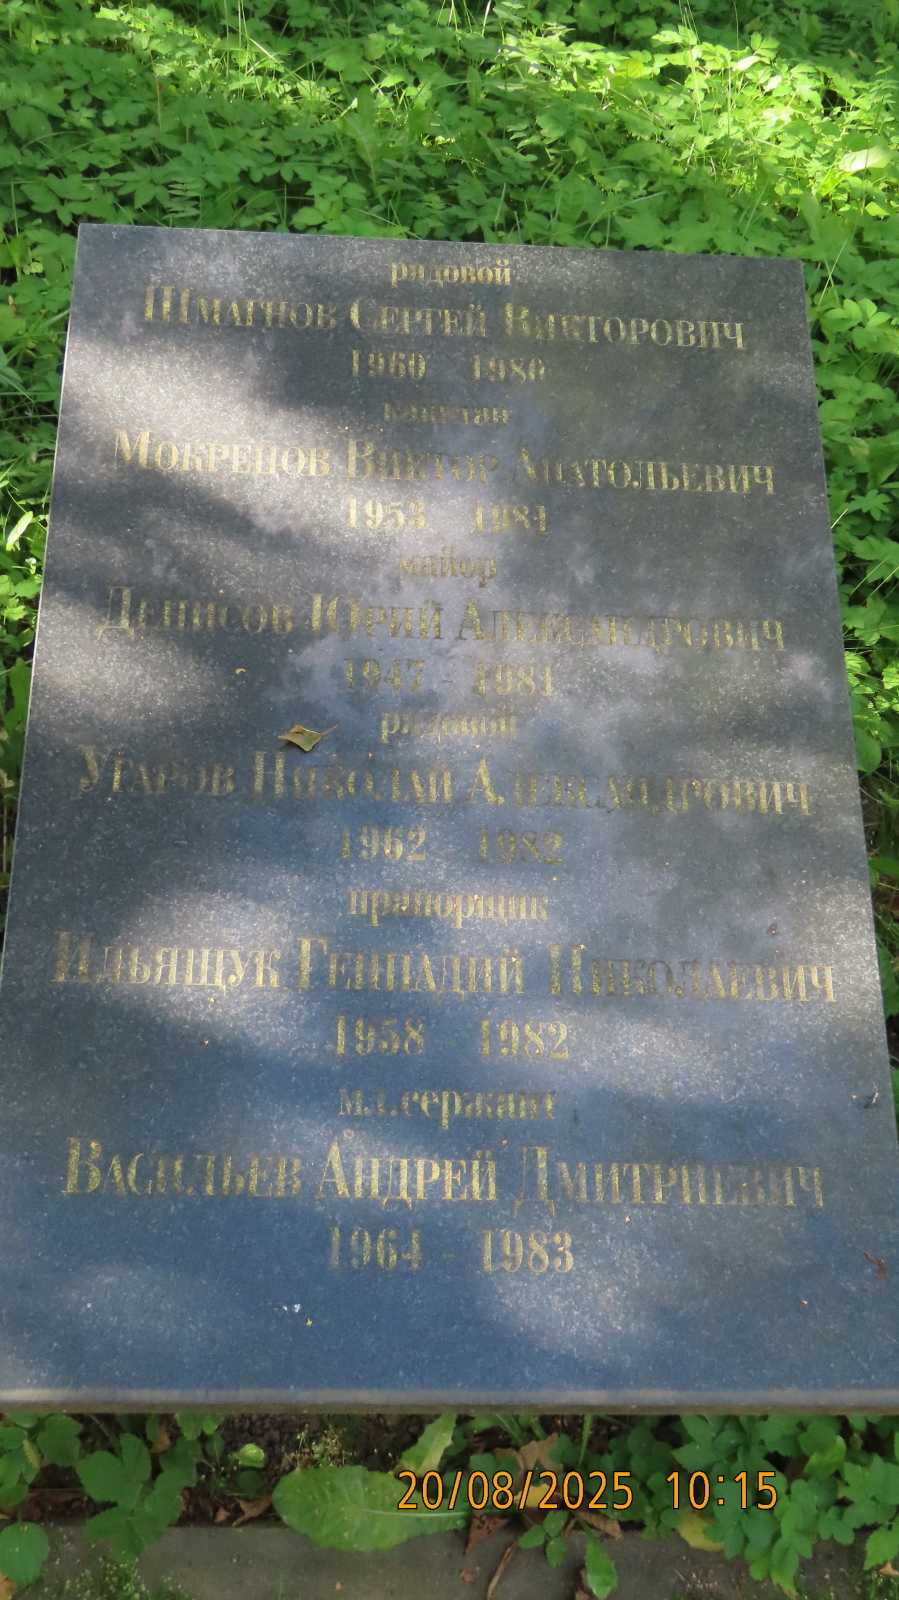 рядовой
Шмагнов Сергей Викторович
1960 1980
капитан
Мокрецов Виктор Анатольевич
1953 1981
майор
Денисов Юрий Александрович
1947 - 1981
рядовой
Угаров Николай Александрович
1962 - 1982
прапорщик
Ильящук Геннадий Николаевич
1958 - 1982
мл.сержант
Васильев Андрей Дмитриевич
1964 - 1983
20/08/2025 10:15